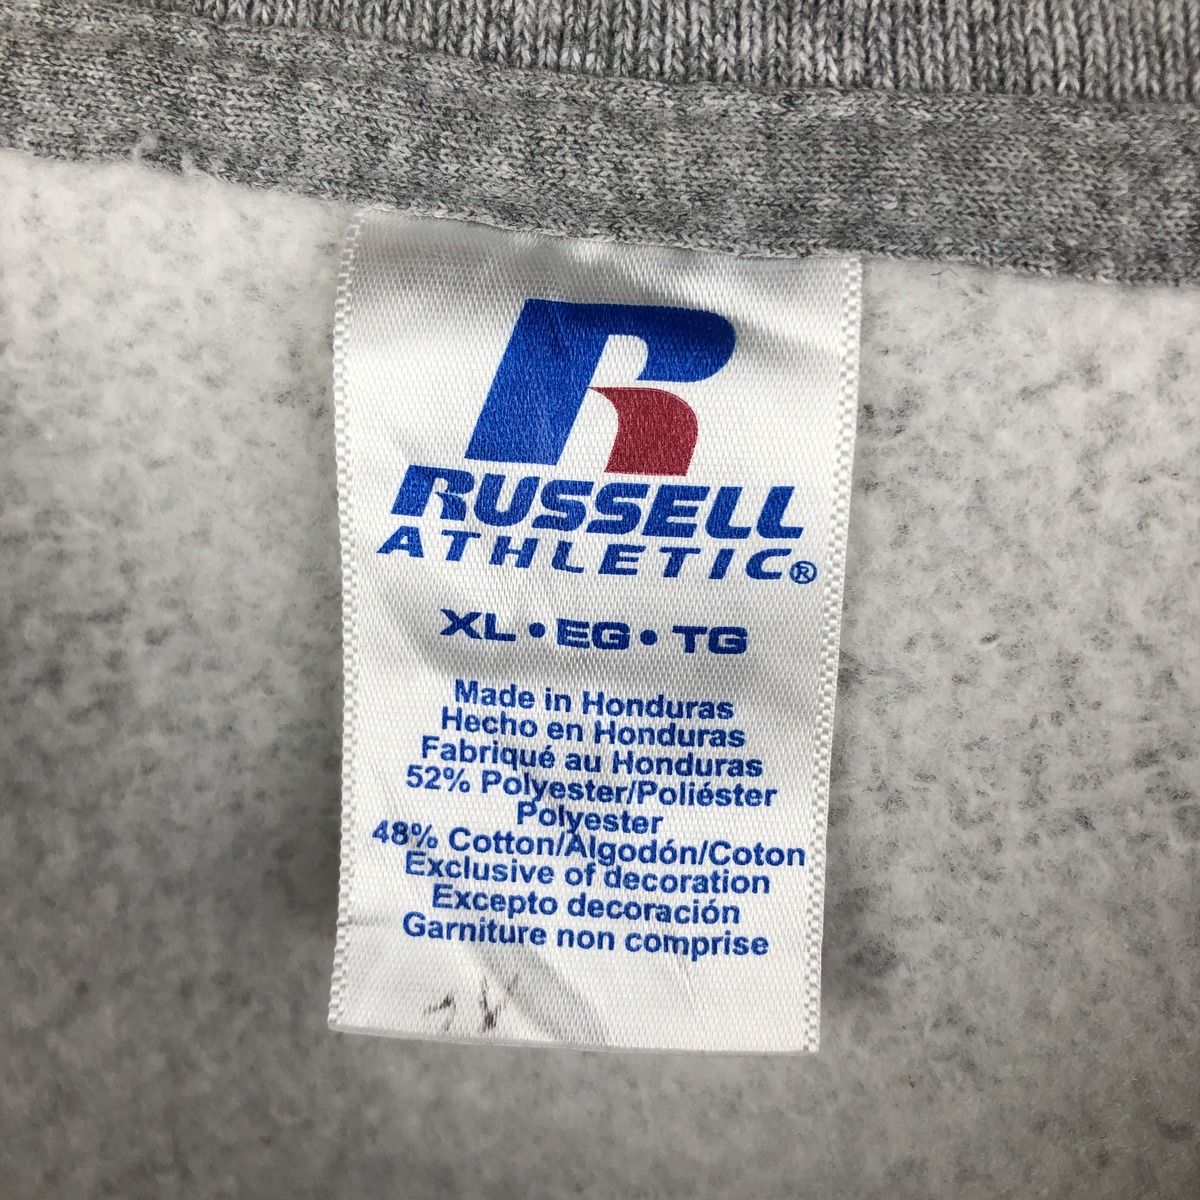 RUSSELL
ATHLETIC®
XL • EG • TG
Made in Honduras
Hecho en Honduras
Fabriqué au Honduras
52% Polyester/Poliéster
Polyester
48% Cotton/Algodón/Coton
Exclusive of decoration
Excepto decoración
Garniture non comprise